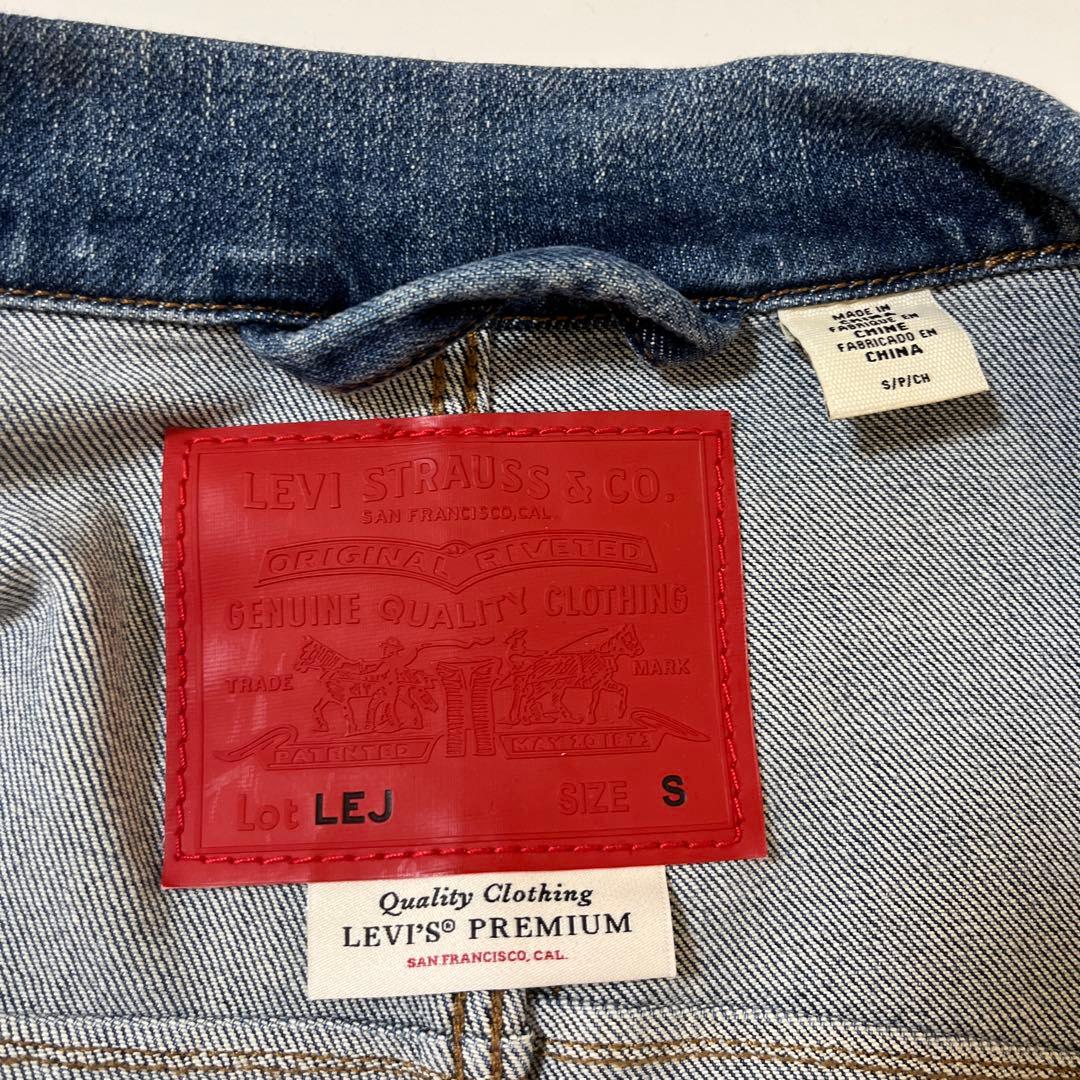 MADE IN
FABRIQUE EN
CHINE
FABRICADO EN
CHINA
S/P/CH
LEVI STRAUSS & CO.
SAN FRANCISCO, CAL.
ORIGINAL RIVETED
GENUINE QUALITY CLOTHING
TRADE MARK
PATENTED MAY 20 1873
Lot LEJ SIZE S
Quality Clothing
LEVI'S® PREMIUM
SAN FRANCISCO, CAL.